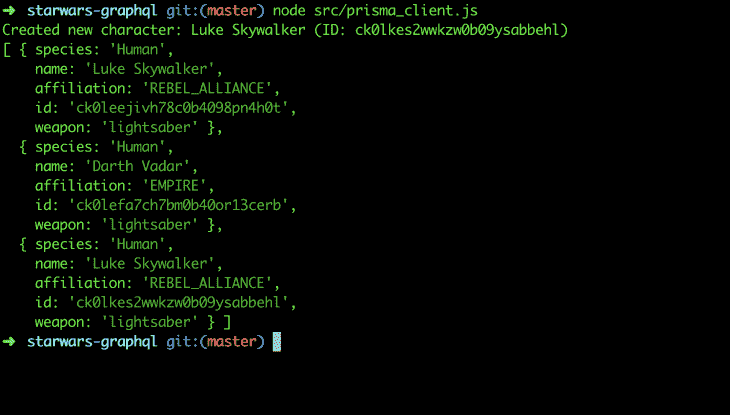 ➜  starwars-graphql git:(master) node src/prisma_client.js
Created new character: Luke Skywalker (ID: ck0lkes2wwkzw0b09ysabbehl)
[ { species: 'Human',
    name: 'Luke Skywalker',
    affiliation: 'REBEL_ALLIANCE',
    id: 'ck0leejivh78c0b4098pn4h0t',
    weapon: 'lightsaber' },
  { species: 'Human',
    name: 'Darth Vadar',
    affiliation: 'EMPIRE',
    id: 'ck0lefa7ch7bm0b40or13cerb',
    weapon: 'lightsaber' },
  { species: 'Human',
    name: 'Luke Skywalker',
    affiliation: 'REBEL_ALLIANCE',
    id: 'ck0lkes2wwkzw0b09ysabbehl',
    weapon: 'lightsaber' } ]
➜  starwars-graphql git:(master)